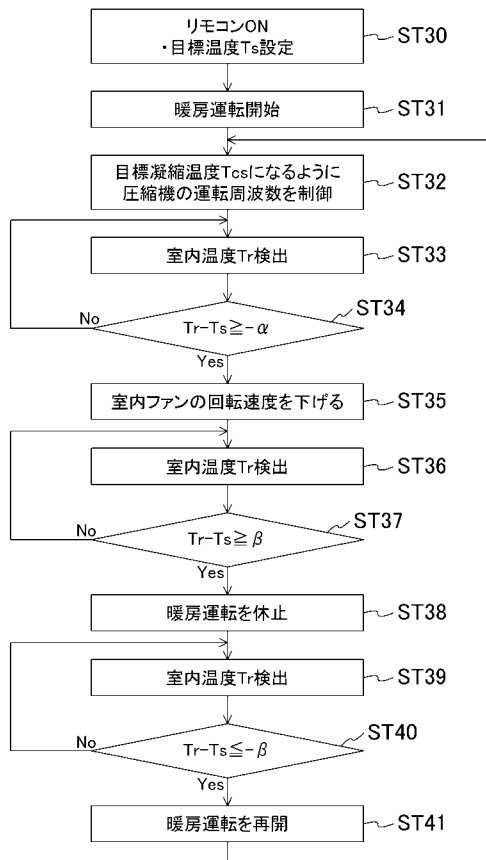 リモコンON
・目標温度Ts設定
ST30
暖房運転開始
ST31
目標凝縮温度Tcsになるように
圧縮機の運転周波数を制御
ST32
室内温度Tr検出
ST33
Tr−Ts≧−α
ST34
No
Yes
室内ファンの回転速度を下げる
ST35
室内温度Tr検出
ST36
Tr−Ts≧β
ST37
No
Yes
暖房運転を休止
ST38
室内温度Tr検出
ST39
Tr−Ts≦−β
ST40
No
Yes
暖房運転を再開
ST41